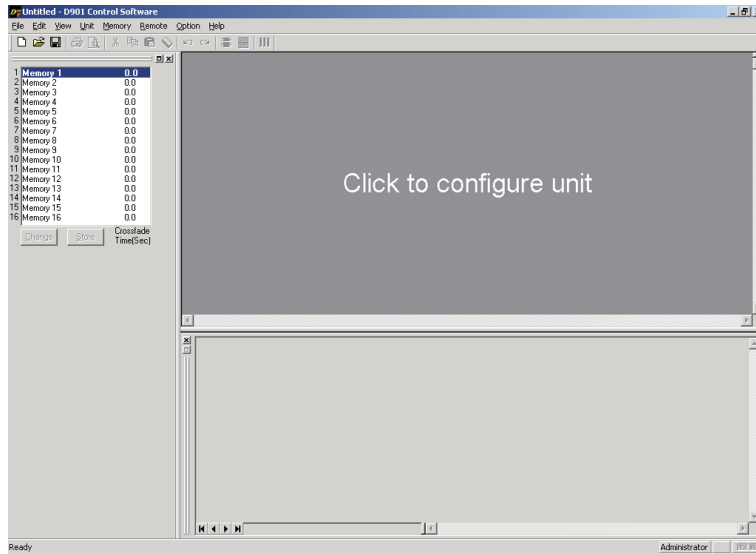 Untitled - D901 Control Software
File Edit View Unit Memory Remote Option Help
1 Memory 1 0.0
2 Memory 2 0.0
3 Memory 3 0.0
4 Memory 4 0.0
5 Memory 5 0.0
6 Memory 6 0.0
7 Memory 7 0.0
8 Memory 8 0.0
9 Memory 9 0.0
10 Memory 10 0.0
11 Memory 11 0.0
12 Memory 12 0.0
13 Memory 13 0.0
14 Memory 14 0.0
15 Memory 15 0.0
16 Memory 16 0.0
Change Store Crossfade
Time(Sec)
Click to configure unit
Ready Administrator